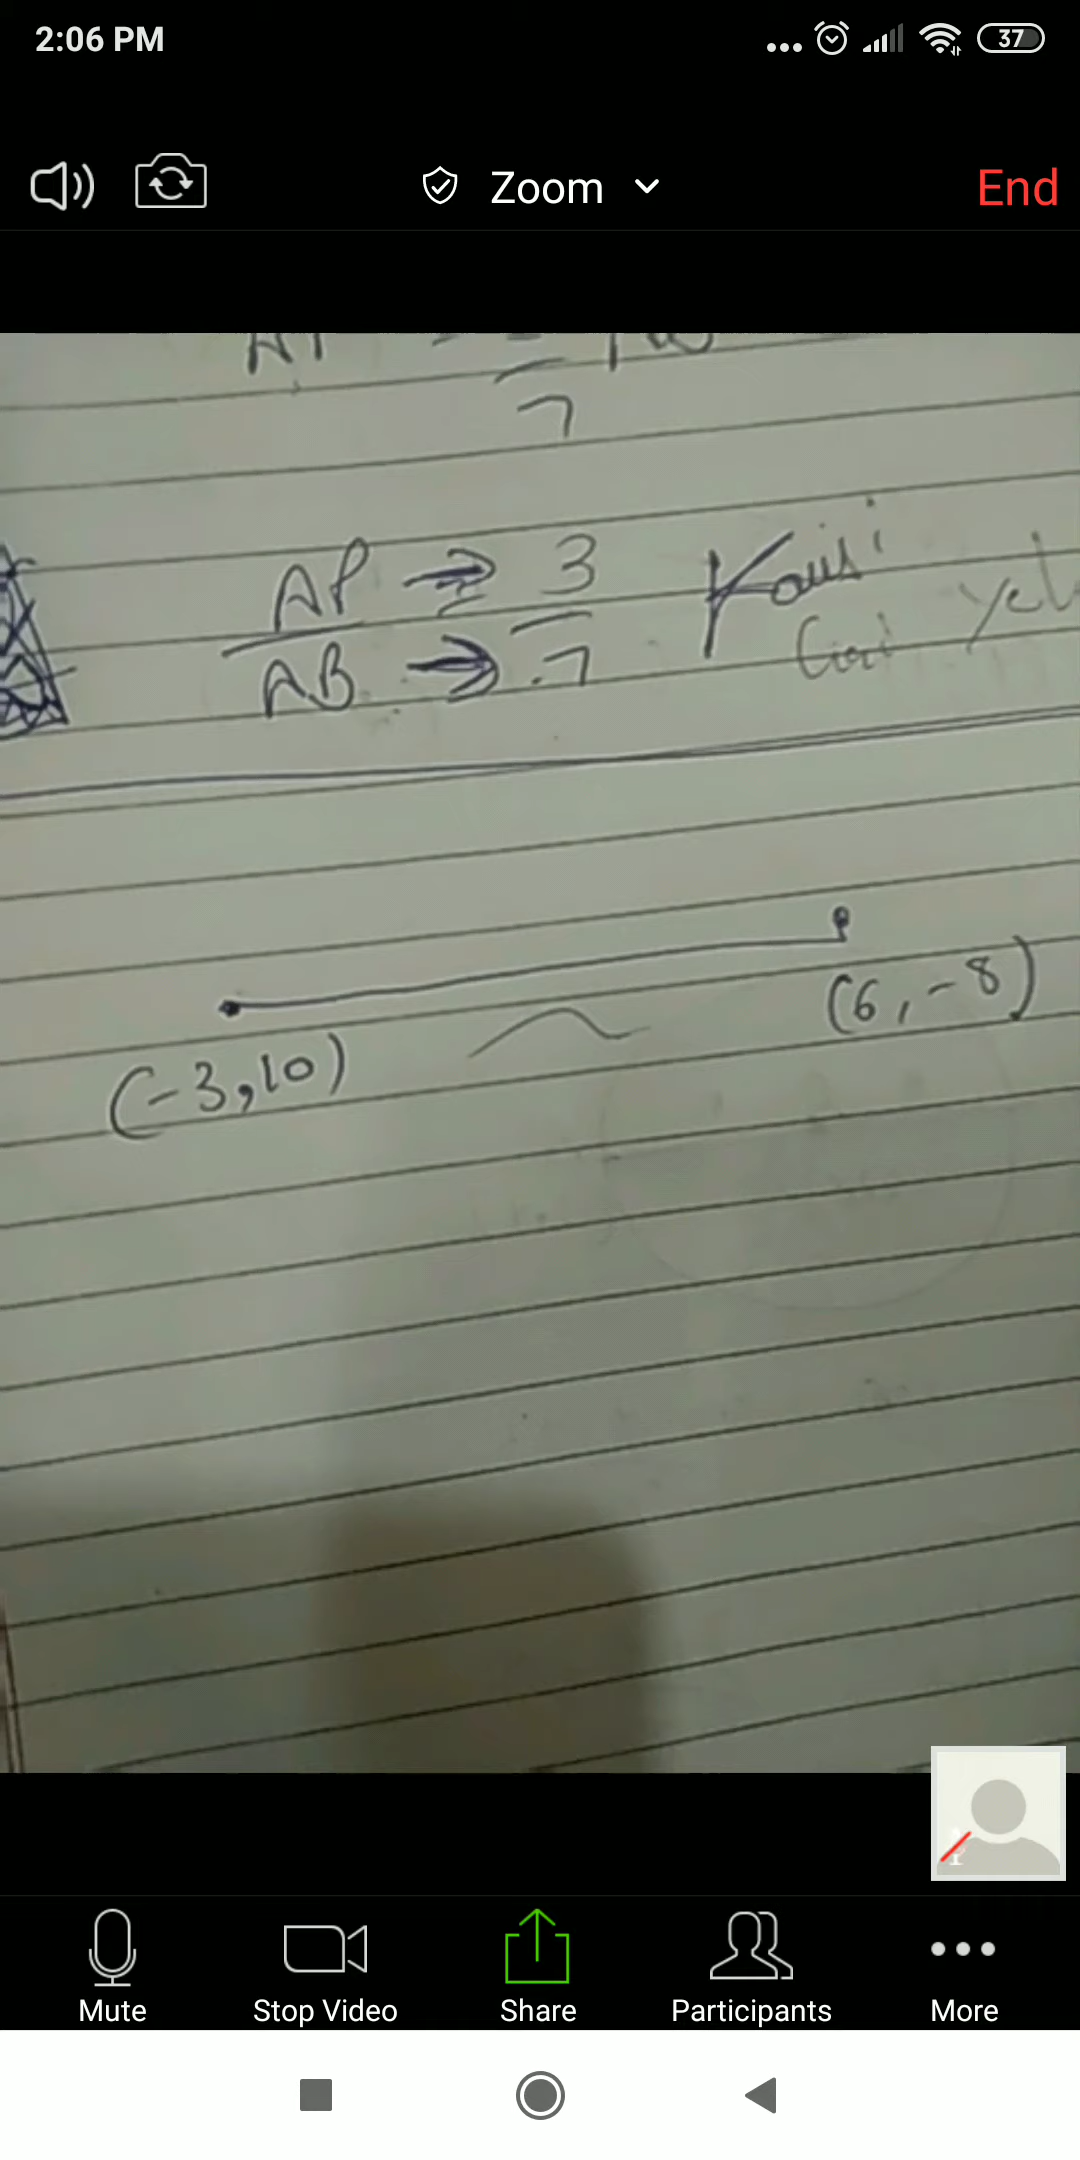 2:06 PM
37
Zoom
End
7
AP → 3
AB → 7
(6, -8)
(-3, 10)
Mute
Stop Video
Share
Participants
More